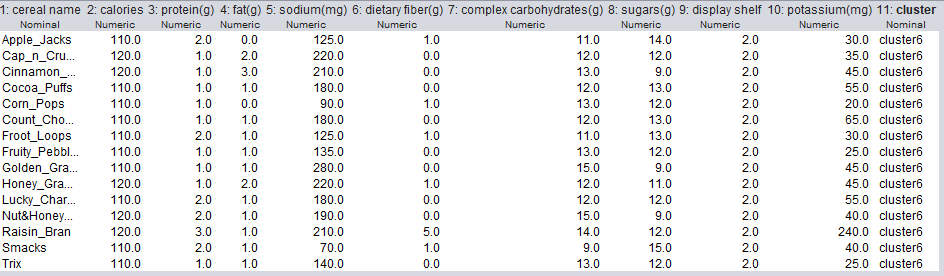 1: cereal name 2: calories 3: protein(g) 4: fat(g) 5: sodium(mg) 6: dietary fiber(g) 7: complex carbohydrates(g) 8: sugars(g) 9: display shelf 10: potassium(mg) 11: cluster
Nominal Numeric Numeric Numeric Numeric Numeric Numeric Numeric Numeric Numeric Nominal
Apple_Jacks 110.0 2.0 0.0 125.0 1.0 11.0 14.0 2.0 30.0 cluster6
Cap_n_Cru... 120.0 1.0 2.0 220.0 0.0 12.0 12.0 2.0 35.0 cluster6
Cinnamon_... 120.0 1.0 3.0 210.0 0.0 13.0 9.0 2.0 45.0 cluster6
Cocoa_Puffs 110.0 1.0 1.0 180.0 0.0 12.0 13.0 2.0 55.0 cluster6
Corn_Pops 110.0 1.0 0.0 90.0 1.0 13.0 12.0 2.0 20.0 cluster6
Count_Cho... 110.0 1.0 1.0 180.0 0.0 12.0 13.0 2.0 65.0 cluster6
Froot_Loops 110.0 2.0 1.0 125.0 1.0 11.0 13.0 2.0 30.0 cluster6
Fruity_Pebbl... 110.0 1.0 1.0 135.0 0.0 13.0 12.0 2.0 25.0 cluster6
Golden_Gra... 110.0 1.0 1.0 280.0 0.0 15.0 9.0 2.0 45.0 cluster6
Honey_Gra... 120.0 1.0 2.0 220.0 1.0 12.0 11.0 2.0 45.0 cluster6
Lucky_Char... 110.0 2.0 1.0 180.0 0.0 12.0 12.0 2.0 55.0 cluster6
Nut&Honey... 120.0 2.0 1.0 190.0 0.0 15.0 9.0 2.0 40.0 cluster6
Raisin_Bran 120.0 3.0 1.0 210.0 5.0 14.0 12.0 2.0 240.0 cluster6
Smacks 110.0 2.0 1.0 70.0 1.0 9.0 15.0 2.0 40.0 cluster6
Trix 110.0 1.0 1.0 140.0 0.0 13.0 12.0 2.0 25.0 cluster6